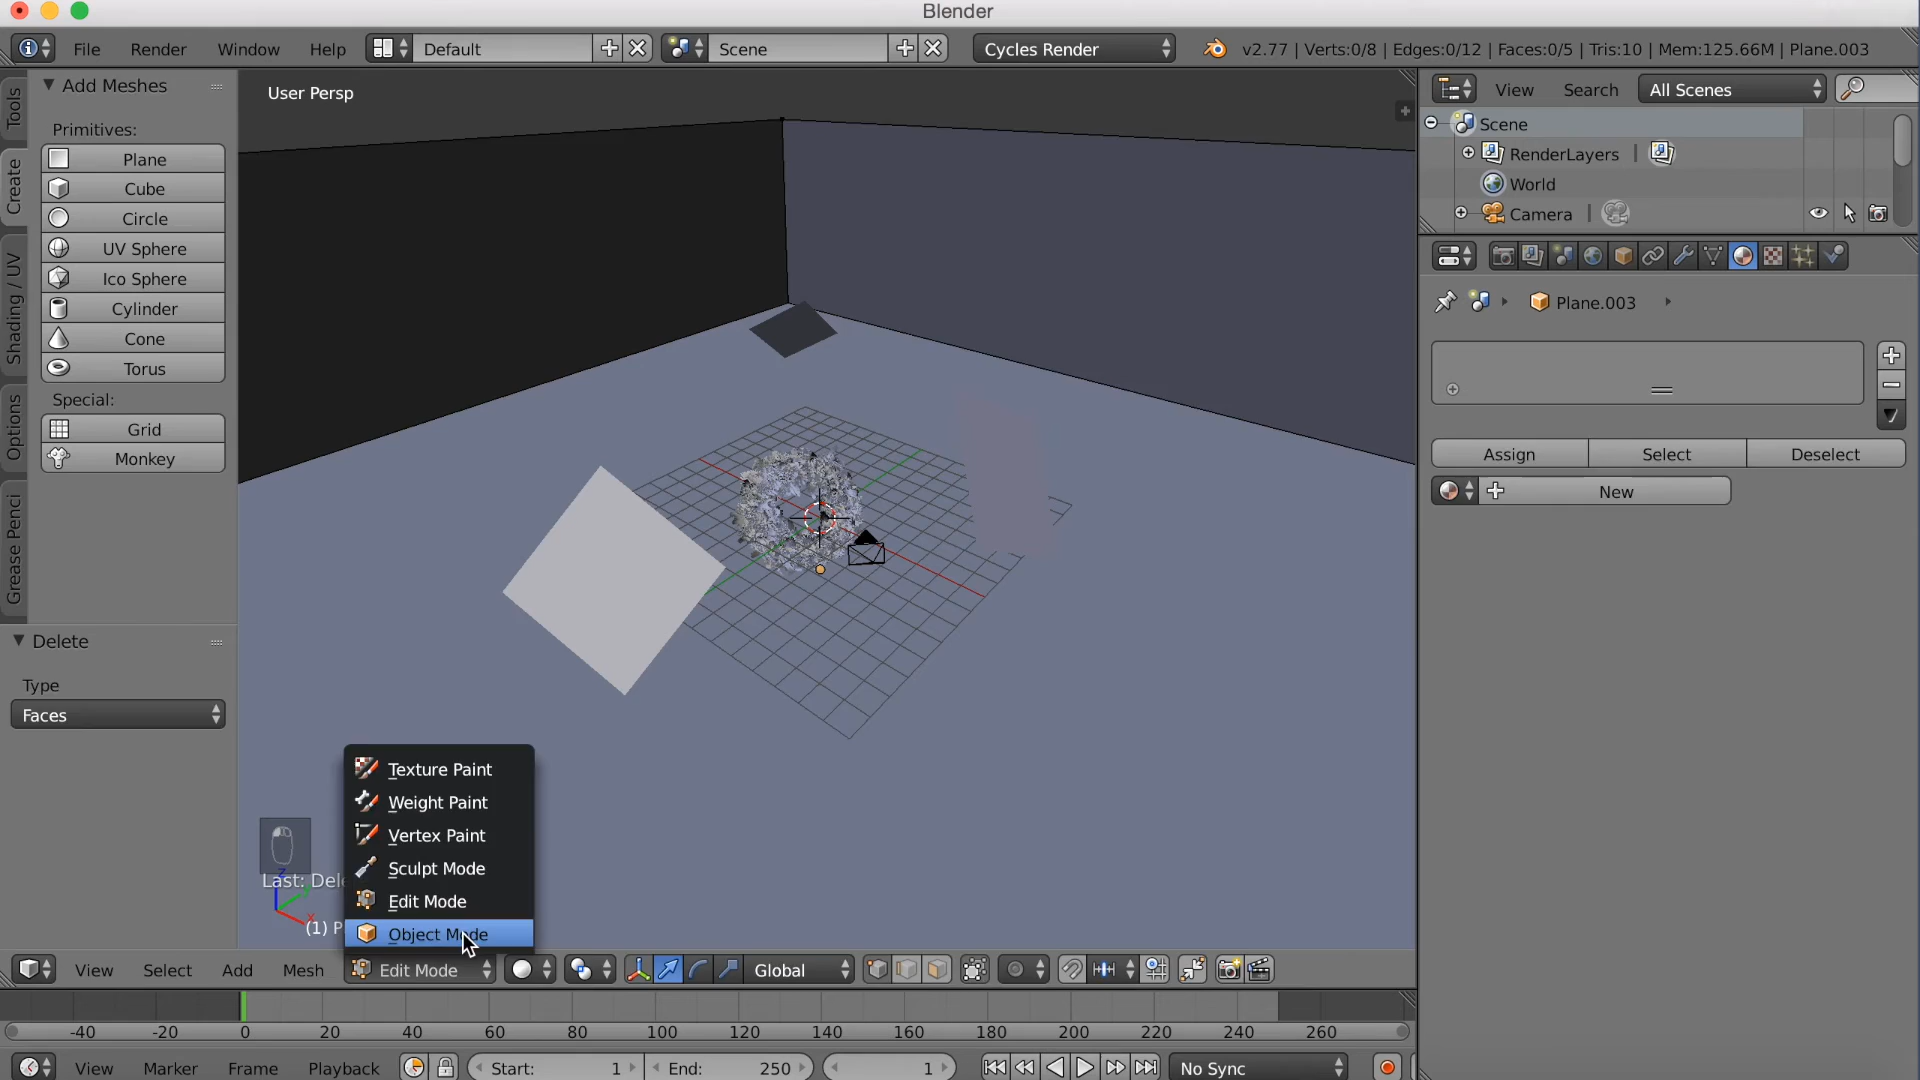 Blender
File Render Window Help Default Scene Cycles Render v2.77 | Verts:0/8 | Edges:0/12 | Faces:0/5 | Tris:10 | Mem:125.66M | Plane.003
Tools
Create
Shading / UV
Options
Grease Penci
Add Meshes
Primitives:
Plane
Cube
Circle
UV Sphere
Ico Sphere
Cylinder
Cone
Torus
Special:
Grid
Monkey
Delete
Type
Faces
User Persp
Last: Dele
(1) P
Texture Paint
Weight Paint
Vertex Paint
Sculpt Mode
Edit Mode
Object Mode
View Select Add Mesh Edit Mode Global
-40 -20 0 20 40 60 80 100 120 140 160 180 200 220 240 260
View Marker Frame Playback Start: 1 End: 250 1 No Sync
View Search All Scenes
Scene
RenderLayers |
World
Camera |
Plane.003
Assign Select Deselect
New